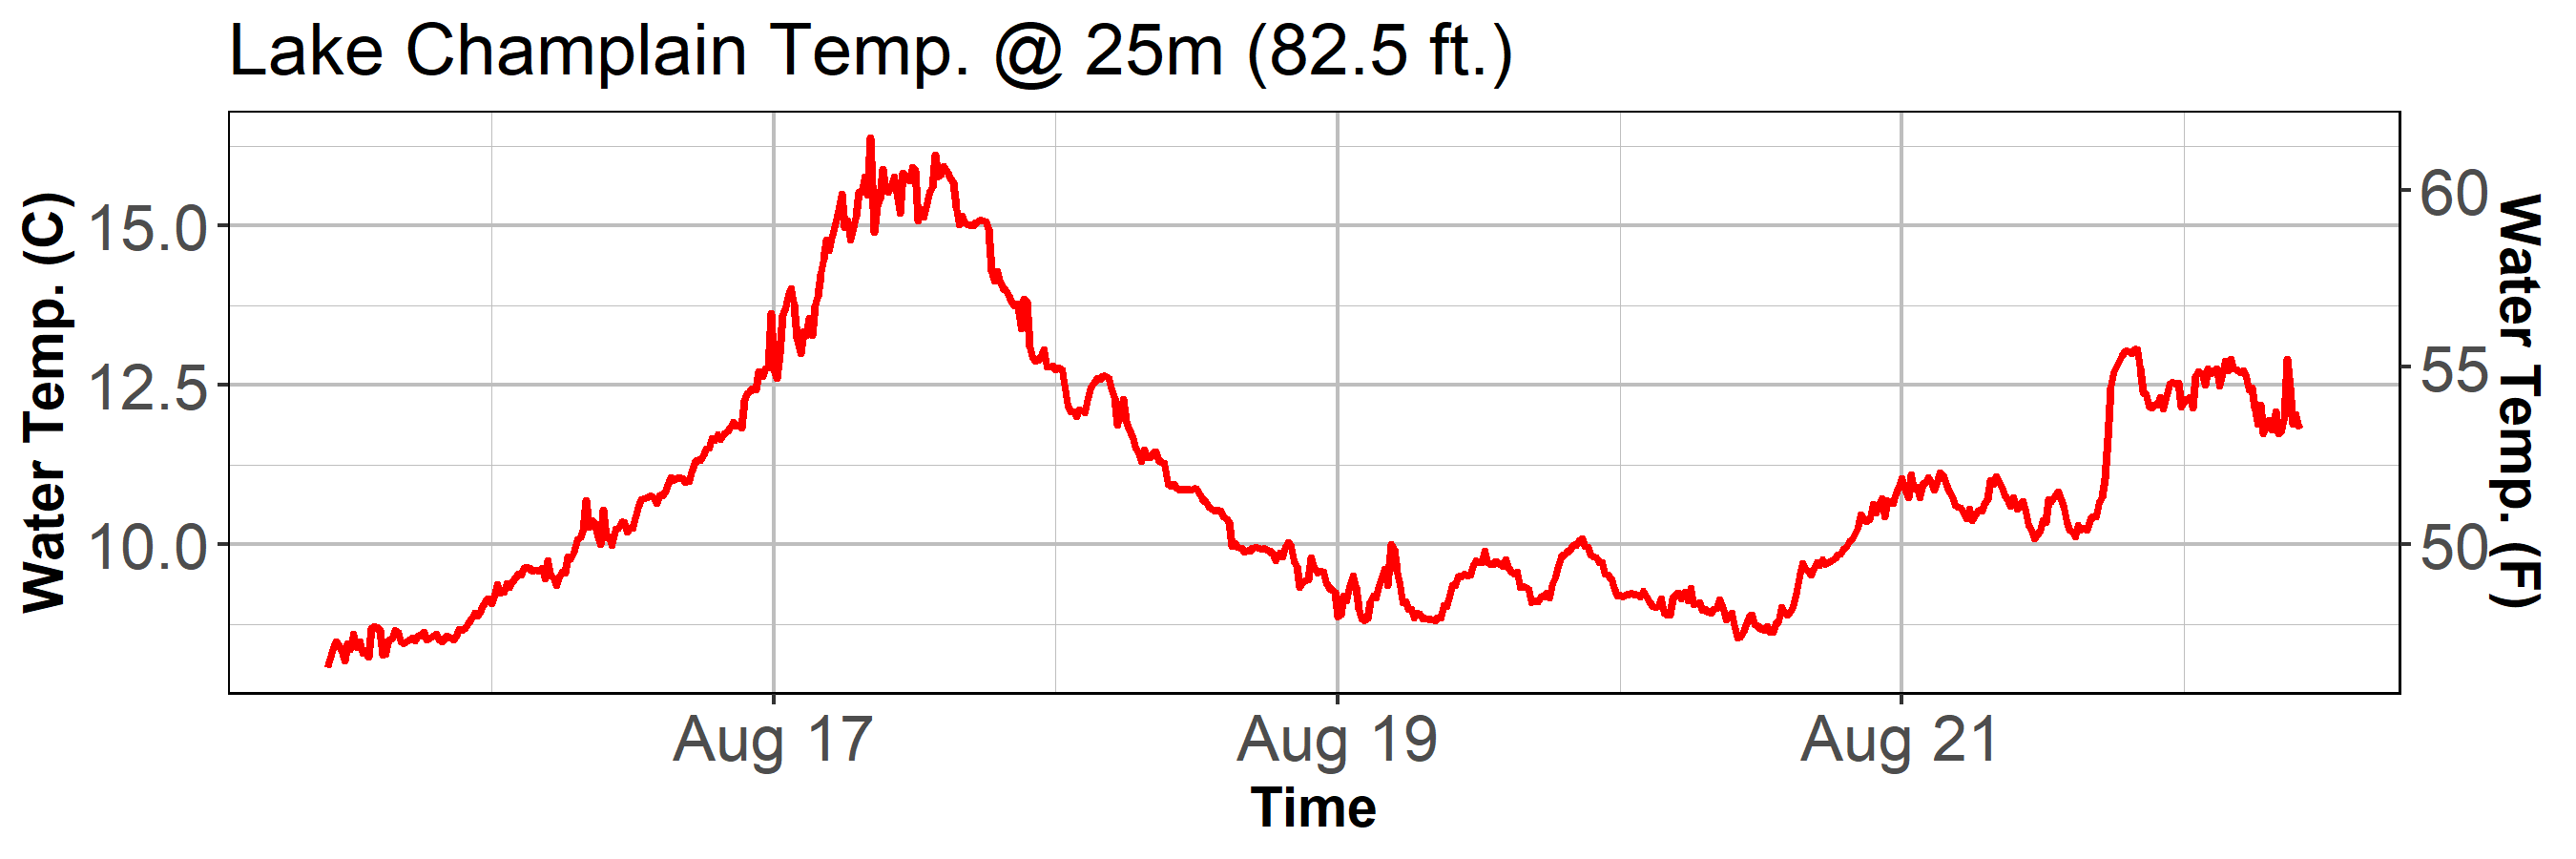 Lake Champlain Temp. @ 25m (82.5 ft.)
Water Temp. (C)
15.0
12.5
10.0
60
55
50
Water Temp. (F)
Aug 17
Aug 19
Aug 21
Time